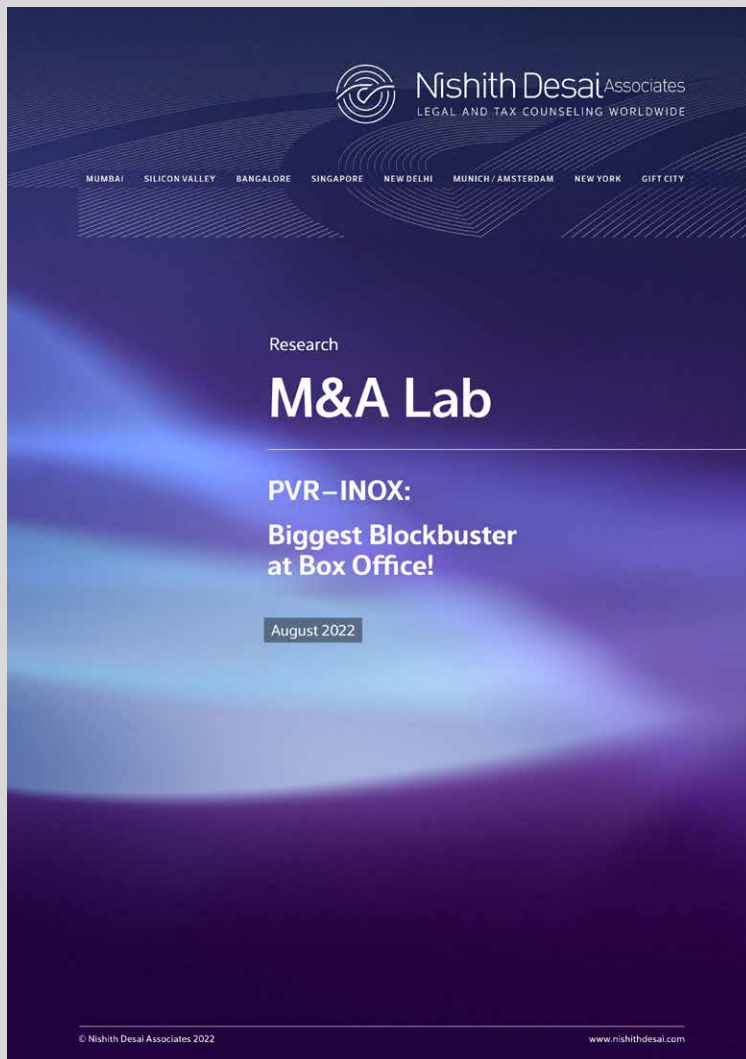 Nishith Desai Associates
LEGAL AND TAX COUNSELING WORLDWIDE
MUMBAI SILICON VALLEY BANGALORE SINGAPORE NEW DELHI MUNICH / AMSTERDAM NEW YORK GIFT CITY
Research
M&A Lab
PVR–INOX:
Biggest Blockbuster
at Box Office!
August 2022
© Nishith Desai Associates 2022 www.nishithdesai.com